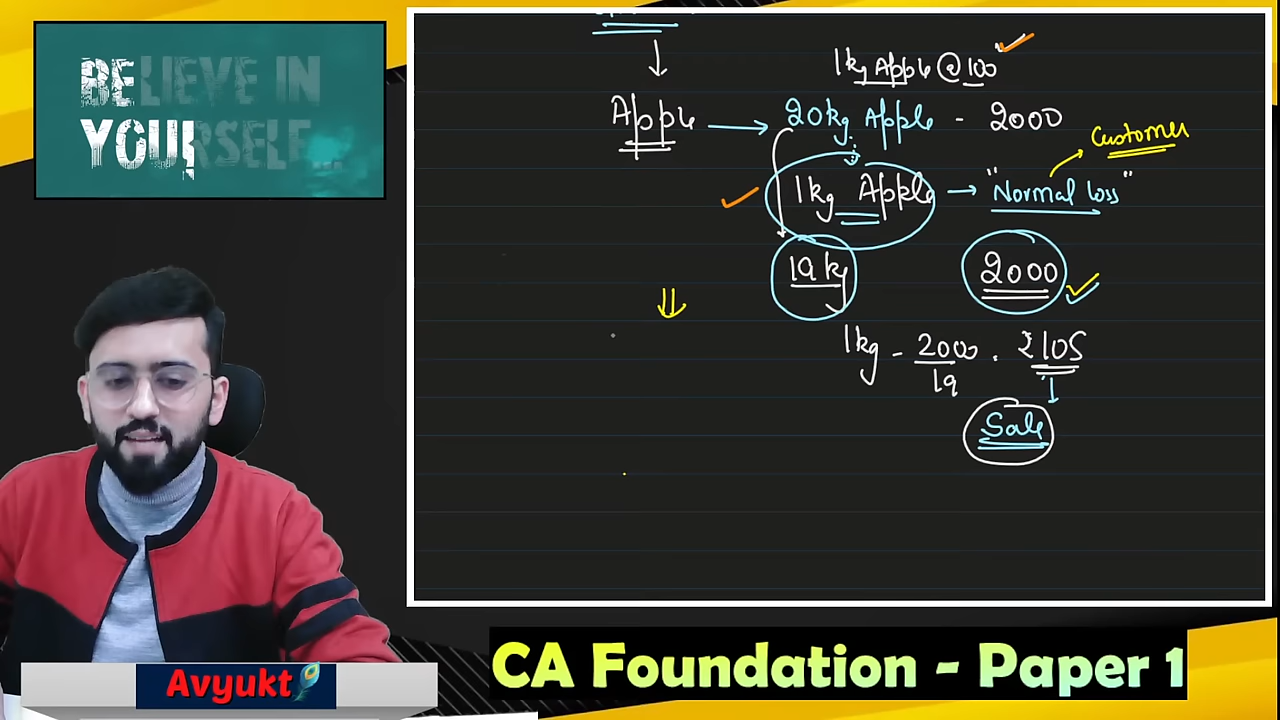 BELIEVE IN
YOURSELF...
1kg Apple @ 100
Apple → 20kg Apple - 2000
Customer
1kg Apple → "Normal loss"
19 kg
2000
1kg - 2000/19 . ₹105
Sale
Avyukt
CA Foundation - Paper 1